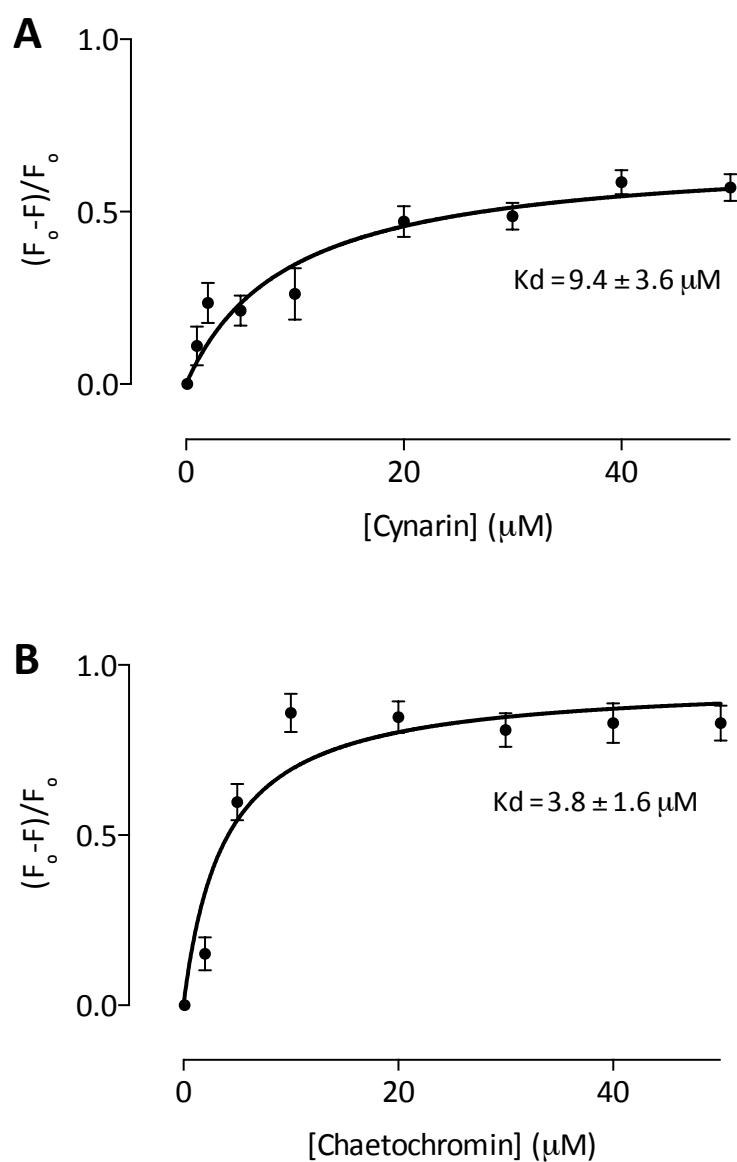 A
1.0
0.5
0.0
(Fo-F)/Fo
Kd = 9.4 ± 3.6 μM
0 20 40
[Cynarin] (μM)
B
1.0
0.5
0.0
(Fo-F)/Fo
Kd = 3.8 ± 1.6 μM
0 20 40
[Chaetochromin] (μM)